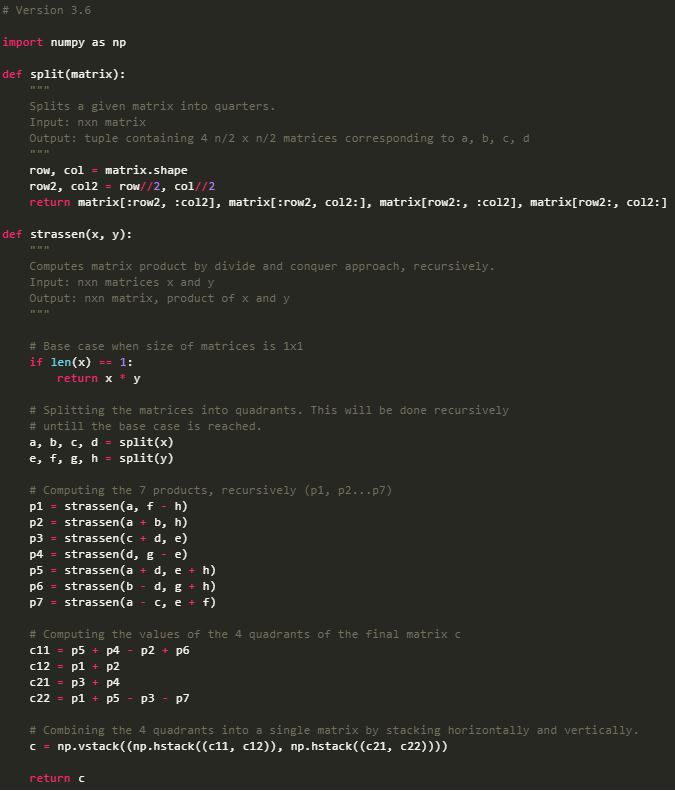 # Version 3.6
import numpy as np
def split(matrix):
"""
Splits a given matrix into quarters.
Input: nxn matrix
Output: tuple containing 4 n/2 x n/2 matrices corresponding to a, b, c, d
"""
row, col = matrix.shape
row2, col2 = row//2, col//2
return matrix[:row2, :col2], matrix[:row2, col2:], matrix[row2:, :col2], matrix[row2:, col2:]
def strassen(x, y):
"""
Computes matrix product by divide and conquer approach, recursively.
Input: nxn matrices x and y
Output: nxn matrix, product of x and y
"""
# Base case when size of matrices is 1x1
if len(x) == 1:
return x * y
# Splitting the matrices into quadrants. This will be done recursively
# untill the base case is reached.
a, b, c, d = split(x)
e, f, g, h = split(y)
# Computing the 7 products, recursively (p1, p2...p7)
p1 = strassen(a, f - h)
p2 = strassen(a + b, h)
p3 = strassen(c + d, e)
p4 = strassen(d, g - e)
p5 = strassen(a + d, e + h)
p6 = strassen(b - d, g + h)
p7 = strassen(a - c, e + f)
# Computing the values of the 4 quadrants of the final matrix c
c11 = p5 + p4 - p2 + p6
c12 = p1 + p2
c21 = p3 + p4
c22 = p1 + p5 - p3 - p7
# Combining the 4 quadrants into a single matrix by stacking horizontally and vertically.
c = np.vstack((np.hstack((c11, c12)), np.hstack((c21, c22))))
return c